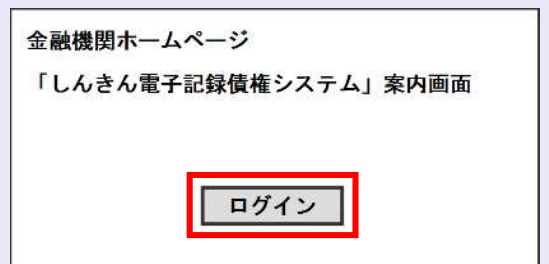 金融機関ホームページ
「しんきん電子記録債権システム」案内画面
ログイン